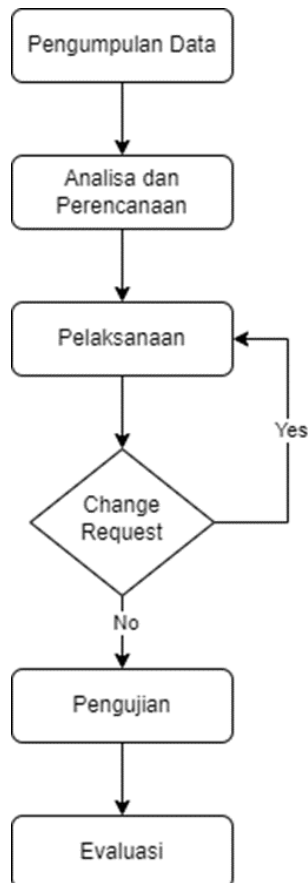 Pengumpulan Data
Analisa dan
Perencanaan
Pelaksanaan
Yes
Change
Request
No
Pengujian
Evaluasi